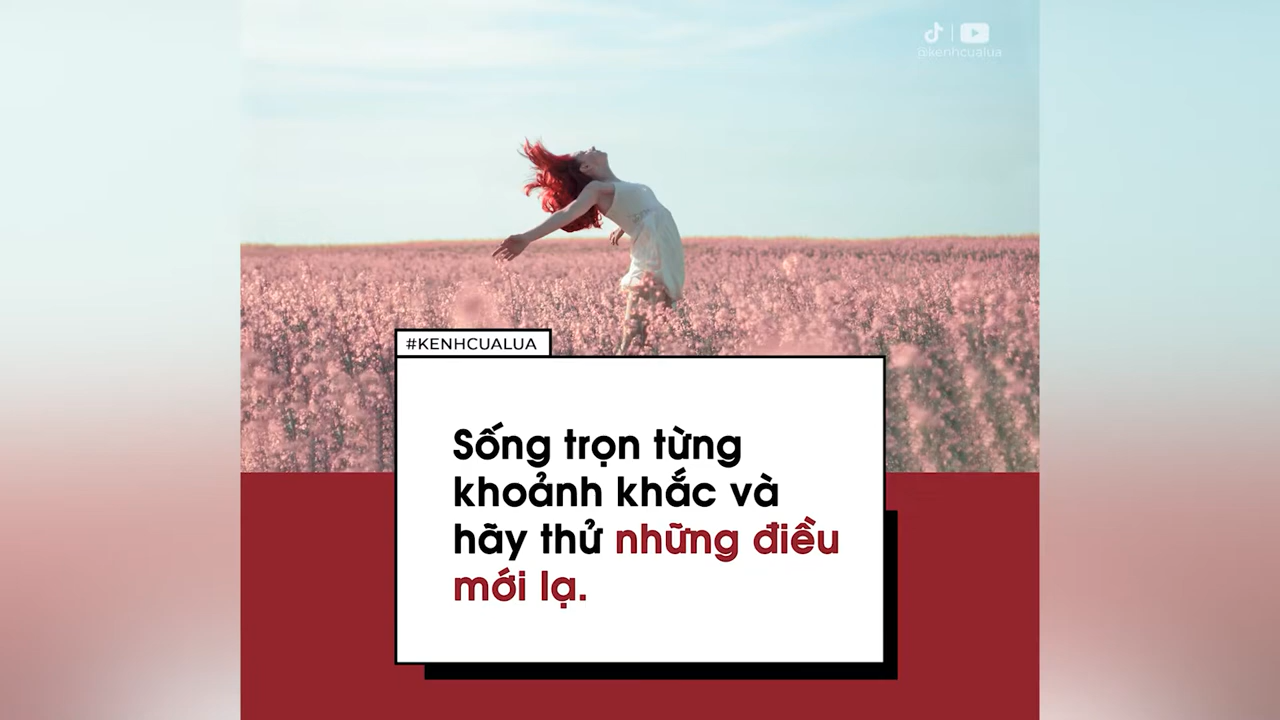 @kenhcualua
#KENHCUALUA
Sống trọn từng
khoảnh khắc và
hãy thử những điều
mới lạ.